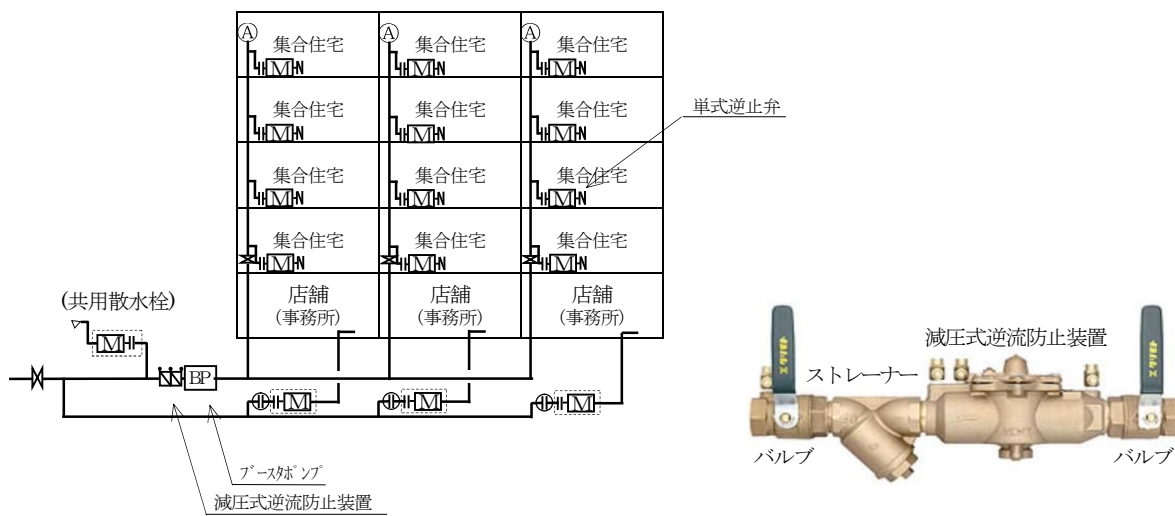 Ⓐ Ⓐ Ⓐ
集合住宅 集合住宅 集合住宅
M N M N M N
集合住宅 集合住宅 集合住宅
M N M N M N
単式逆止弁
集合住宅 集合住宅 集合住宅
M N M N M N
集合住宅 集合住宅 集合住宅
M N M N M N
店舗 店舗 店舗
(事務所) (事務所) (事務所)
(共用散水栓)
M
BP
M M M
ブースタポンプ
減圧式逆流防止装置
減圧式逆流防止装置
ストレーナー
バルブ バルブ